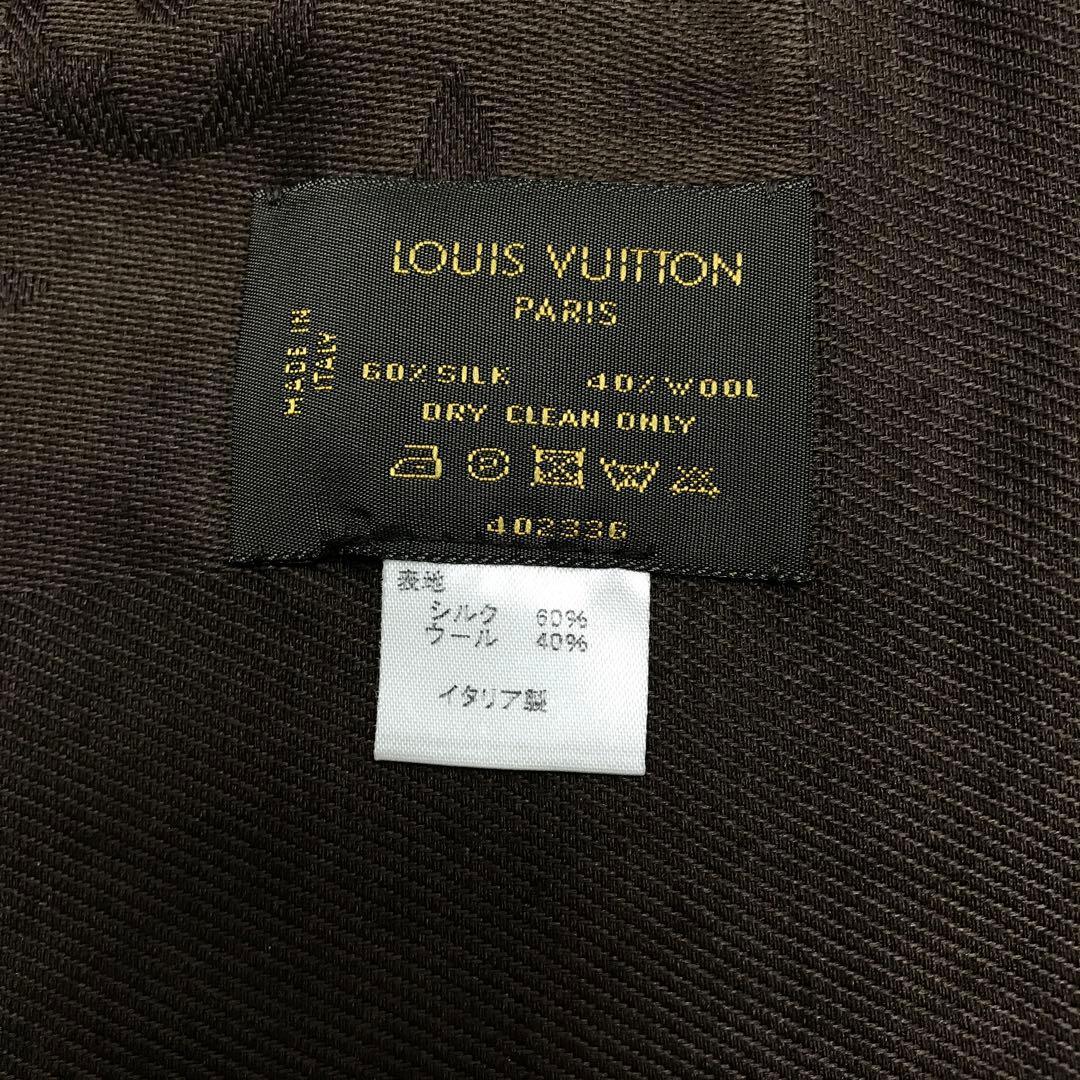 LOUIS VUITTON
PARIS
MADE IN
ITALY
60% SILK 40% WOOL
DRY CLEAN ONLY
402336
表地
シルク 60%
ウール 40%
イタリア製